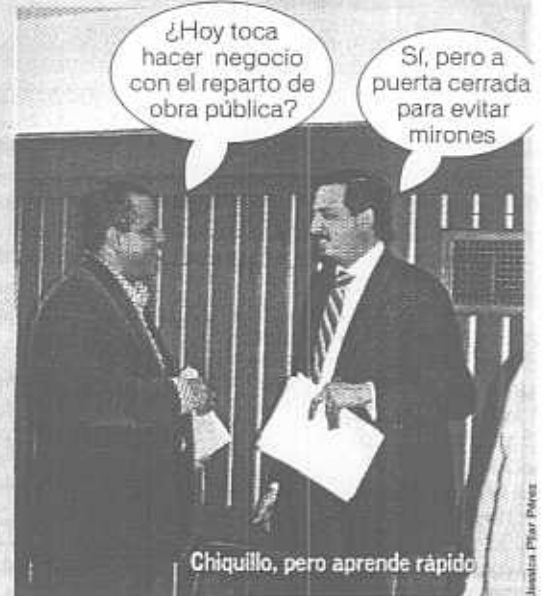 ¿Hoy toca
hacer negocio
con el reparto de
obra pública?
Sí, pero a
puerta cerrada
para evitar
mirones
Chiquillo, pero aprende rápido
Jessica Pilar Pérez